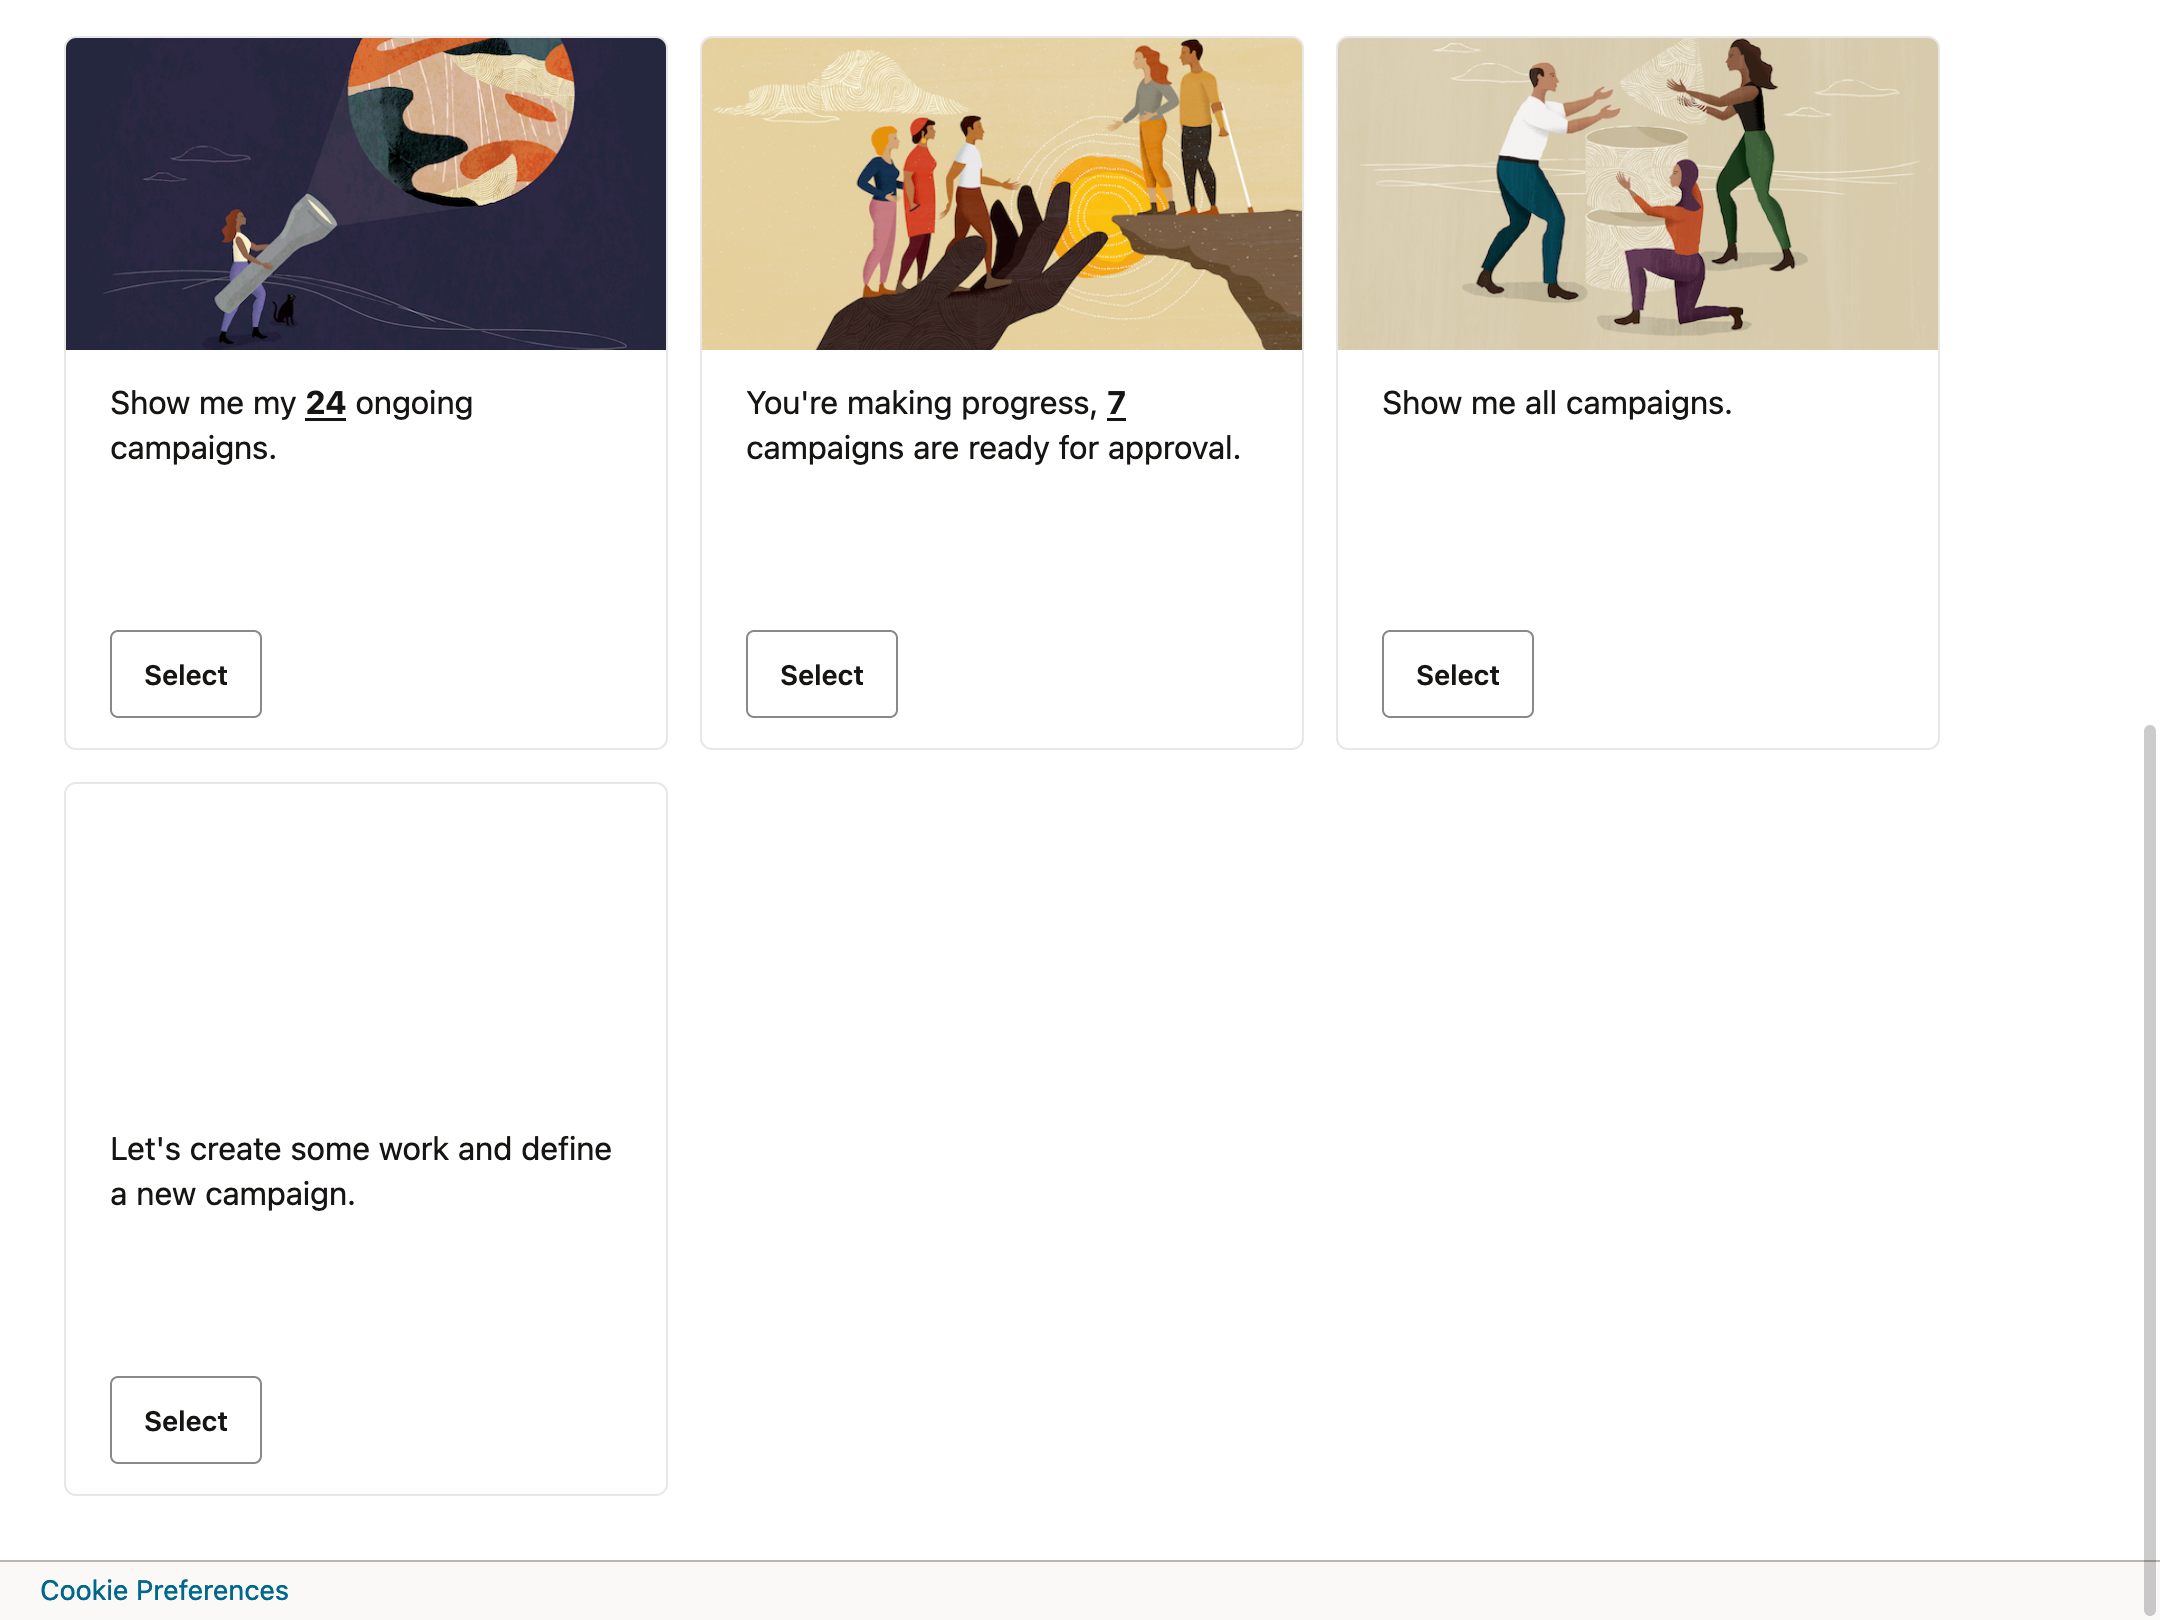 Show me my 24 ongoing
campaigns.
Select
You're making progress, 7
campaigns are ready for approval.
Select
Show me all campaigns.
Select
Let's create some work and define
a new campaign.
Select
Cookie Preferences